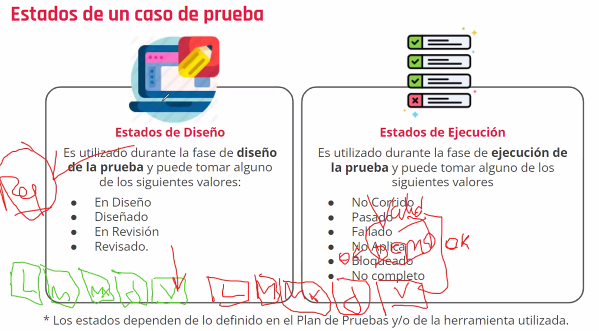 Estados de un caso de prueba
Estados de Diseño
Es utilizado durante la fase de diseño
de la prueba y puede tomar alguno
de los siguientes valores:
● En Diseño
● Diseñado
● En Revisión
● Revisado.
Estados de Ejecución
Es utilizado durante la fase de ejecución de
la prueba y puede tomar alguno de los
siguientes valores
● No Corrido
● Pasado
● Fallado
● No Aplica
● Bloqueado
● No completo
OK
L M Mx J V
L M Mx J V
* Los estados dependen de lo definido en el Plan de Pruebas y/o de la herramienta utilizada.